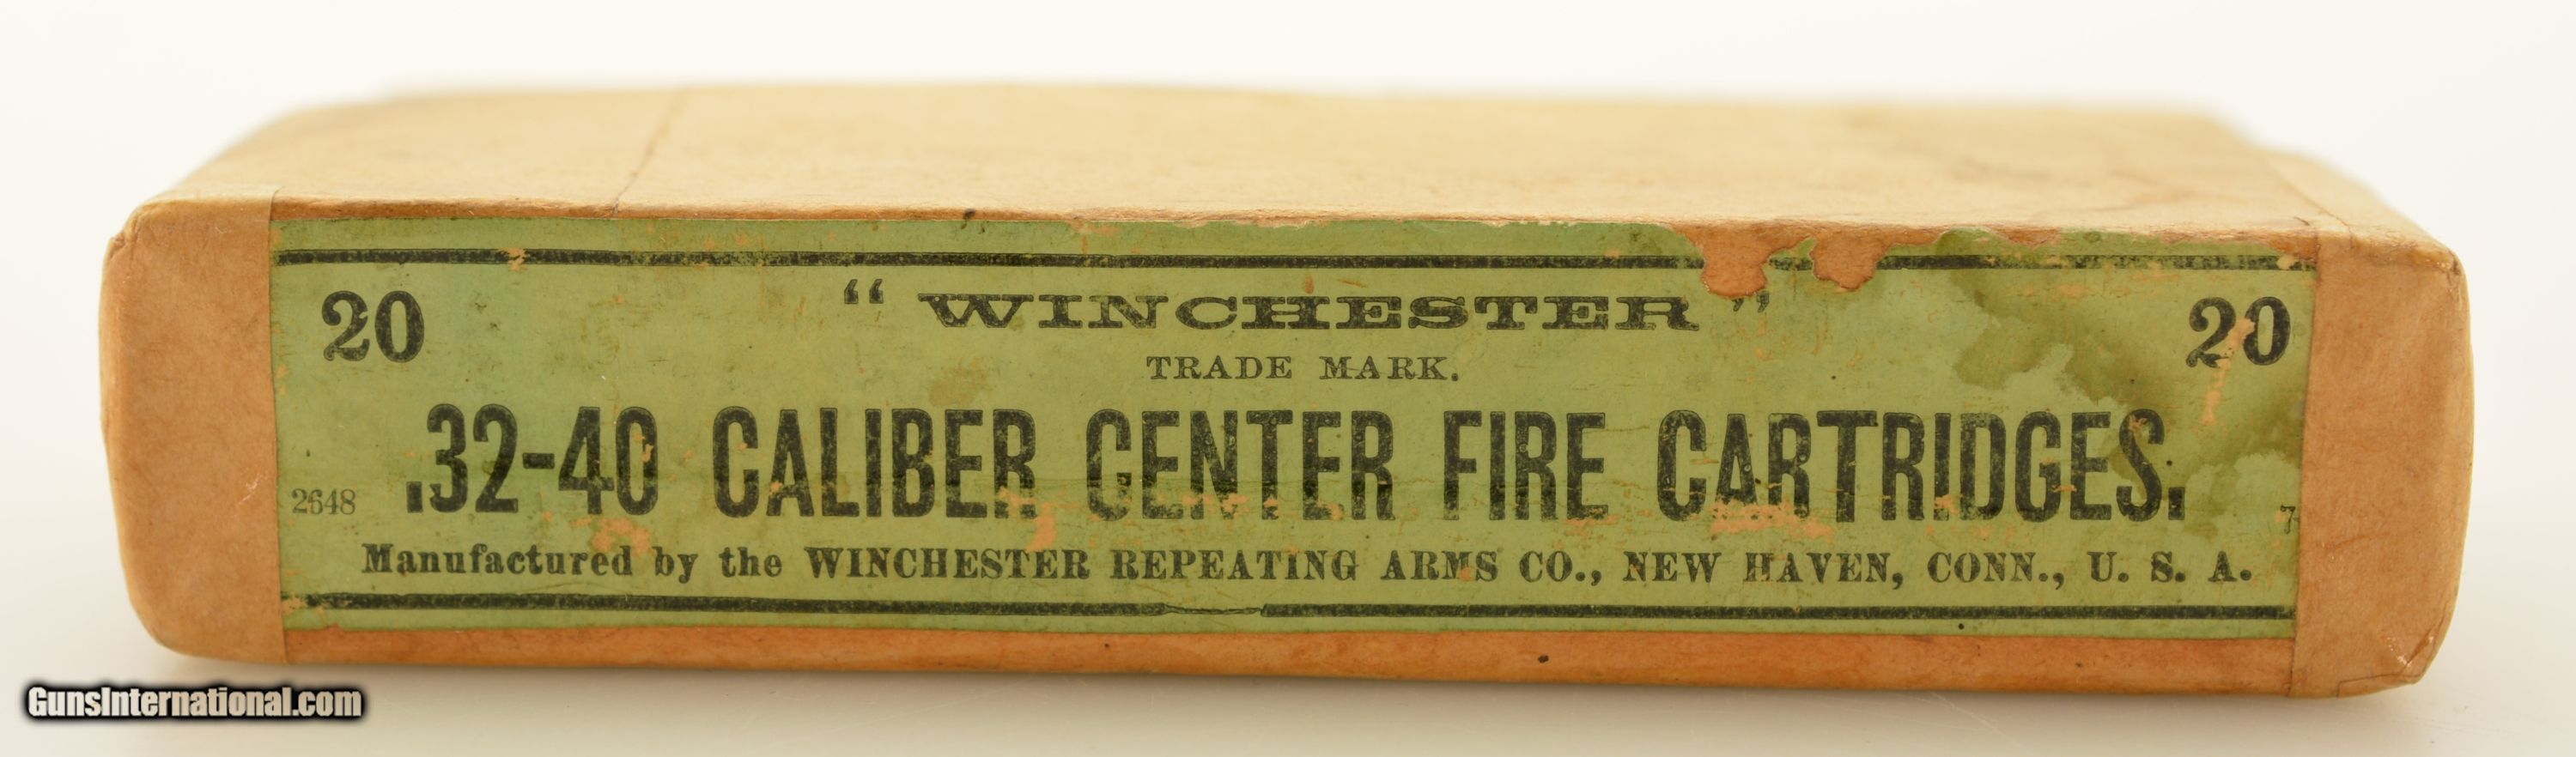 20 “ WINCHESTER ” 20
TRADE MARK.
.32-40 CALIBER CENTER FIRE CARTRIDGES.
2648 7
Manufactured by the WINCHESTER REPEATING ARMS CO., NEW HAVEN, CONN., U. S. A.
GunsInternational.com